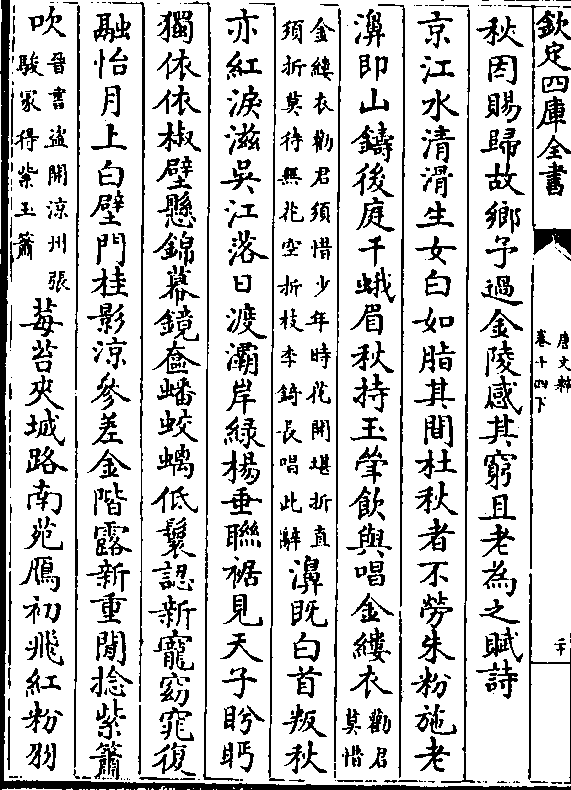 欽定四庫全書
唐文粹
卷十四下
二十
秋因賜歸故鄉予過金陵感其窮且老為之賦詩
京江水清滑生女白如脂其間杜秋者不勞朱粉施老
濞即山鑄後庭千蛾眉秋持玉斝飲與唱金縷衣勸君莫惜
金縷衣勸君須惜少年時花開堪折直
須折莫待無花空折枝李錡長唱此辭濞既白首叛秋
亦紅淚滋吳江落日渡灞岸綠楊垂聯裾見天子盼眄
獨依依椒壁懸錦幕鏡奩蟠蛟螭低鬟認新寵窈窕復
融怡月上白壁門桂影涼參差金階露新重閒捻紫簫
吹晉書盜開涼州張
駿冢得紫玉簫莓苔夾城路南苑鴈初飛紅粉羽